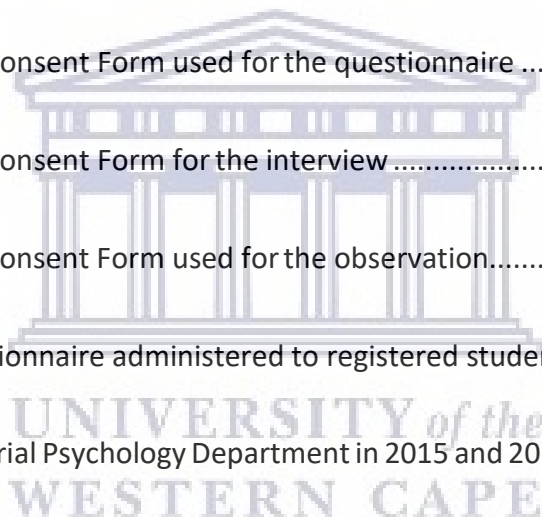 onsent Form used for the questionnaire ...
onsent Form for the interview ..................
onsent Form used for the observation.......
ionnaire administered to registered studen
UNIVERSITY of the
rial Psychology Department in 2015 and 20
WESTERN CAPE